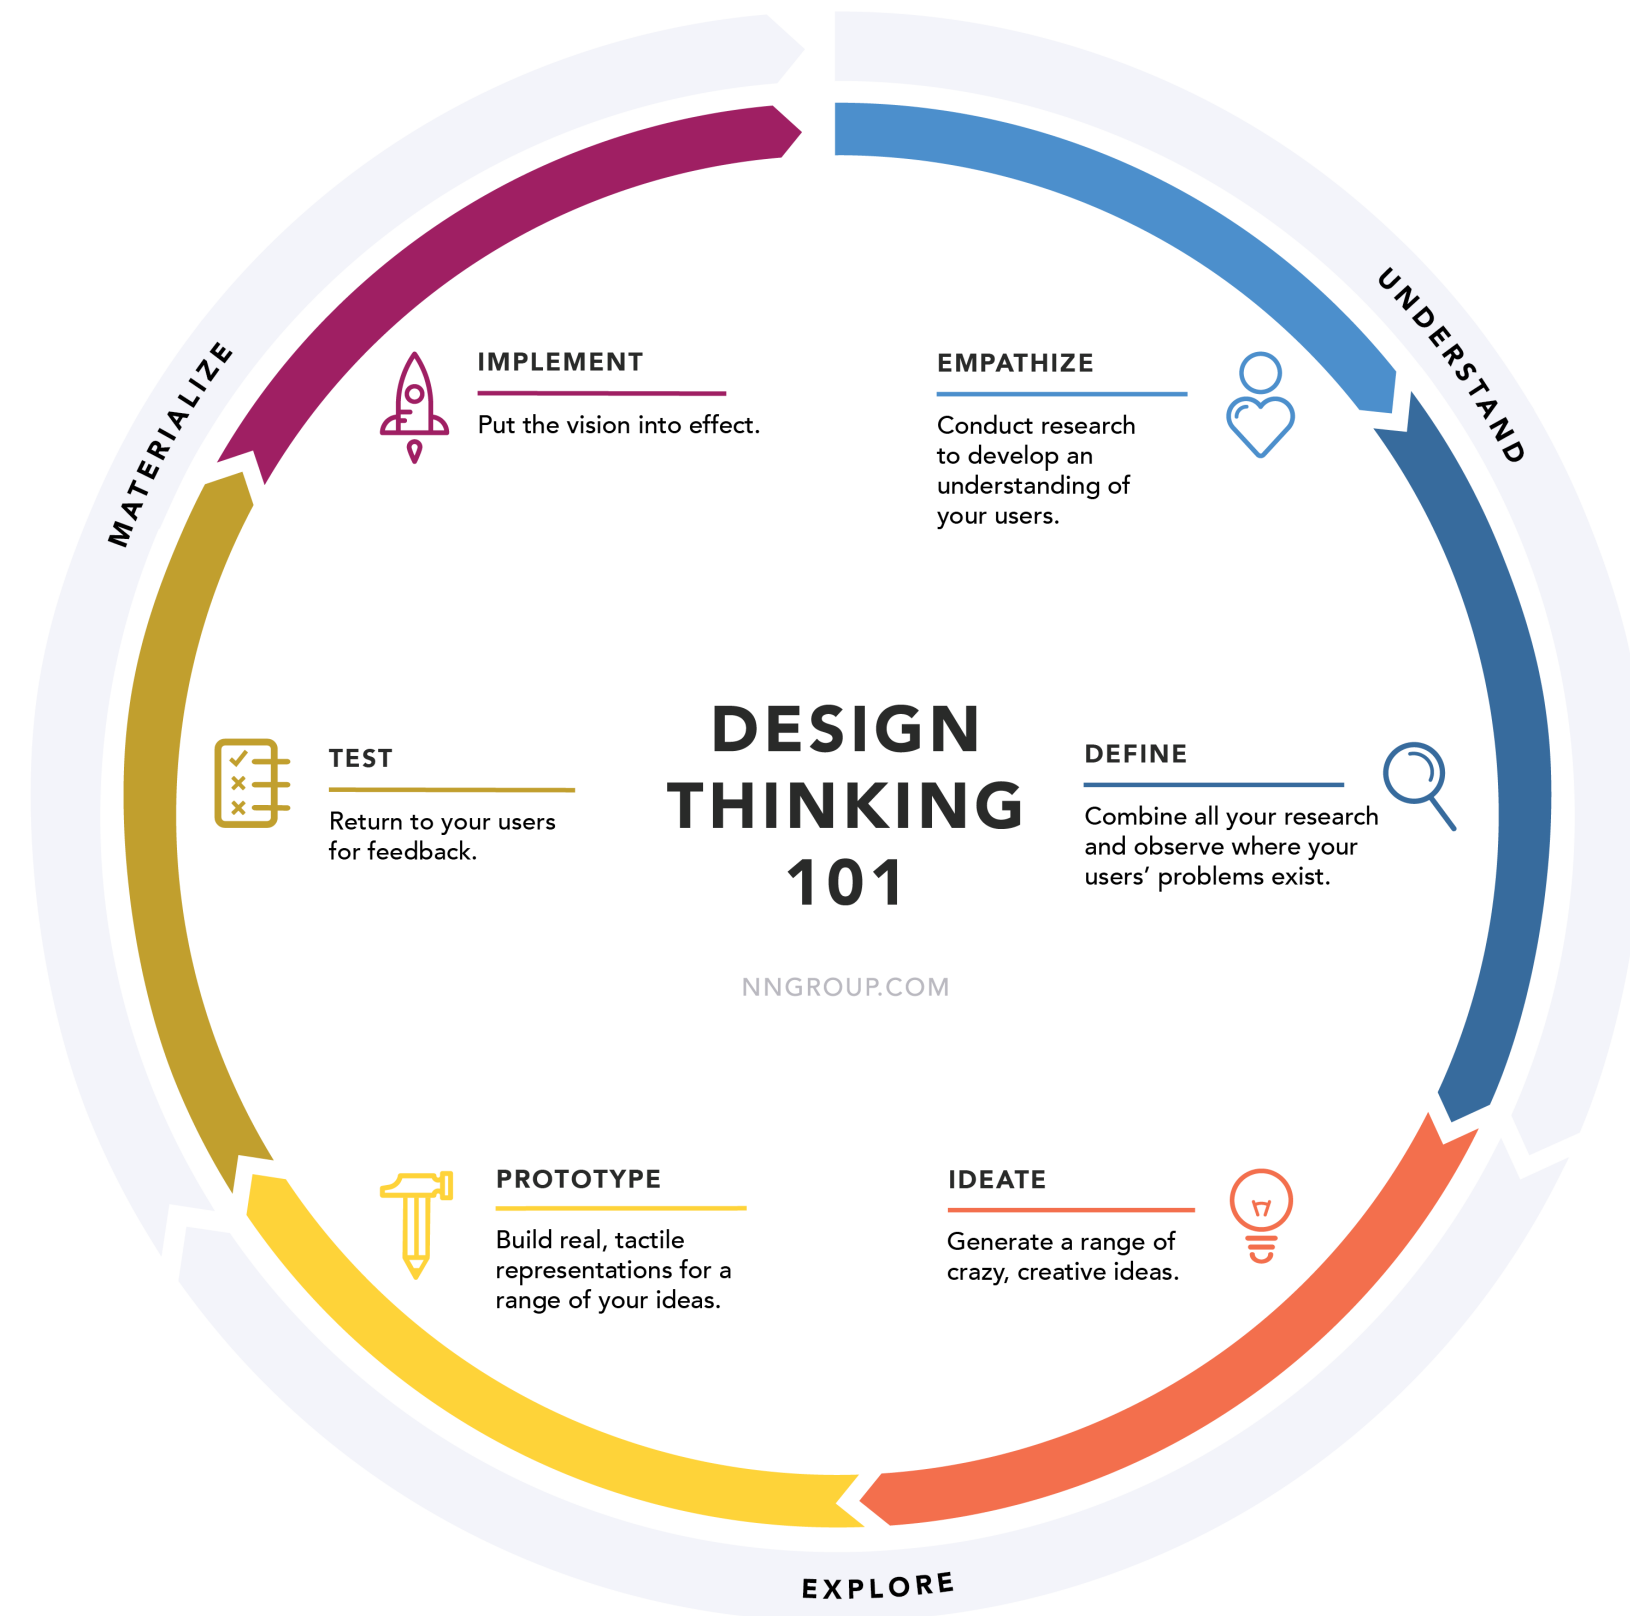 DESIGN
THINKING
101
NNGROUP.COM
UNDERSTAND
EMPATHIZE
Conduct research
to develop an
understanding of
your users.
DEFINE
Combine all your research
and observe where your
users’ problems exist.
EXPLORE
IDEATE
Generate a range of
crazy, creative ideas.
PROTOTYPE
Build real, tactile
representations for a
range of your ideas.
MATERIALIZE
TEST
Return to your users
for feedback.
IMPLEMENT
Put the vision into effect.